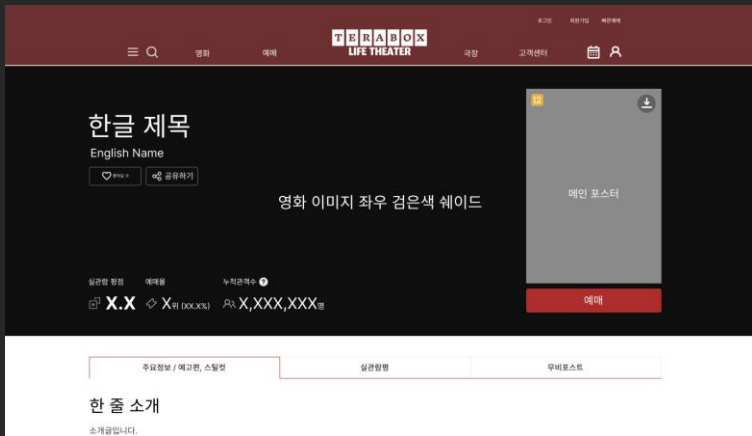 로그인 회원가입 빠른예매
영화 예매 TERABOX LIFE THEATER 극장 고객센터
한글 제목
English Name
좋아요 수 공유하기
영화 이미지 좌우 검은색 쉐이드
12
메인 포스터
예매
실관람 평점 예매율 누적관객수 ?
X.X X위 (XX.X%) X,XXX,XXX명
주요정보 / 예고편, 스틸컷 실관람평 무비포스트
한 줄 소개
소개글입니다.